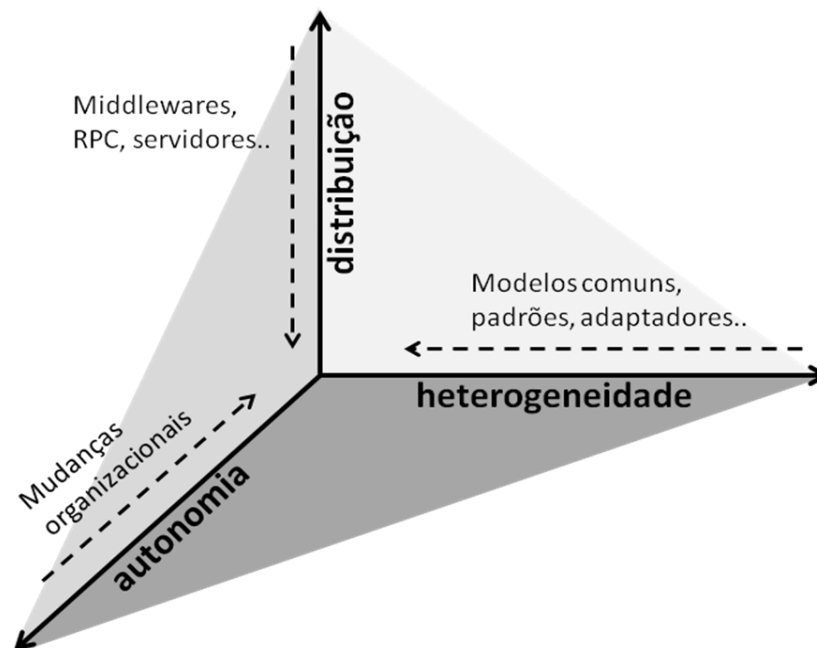 Middlewares,
RPC, servidores..
distribuição
Modelos comuns,
padrões, adaptadores..
heterogeneidade
Mudanças
organizacionais
autonomia